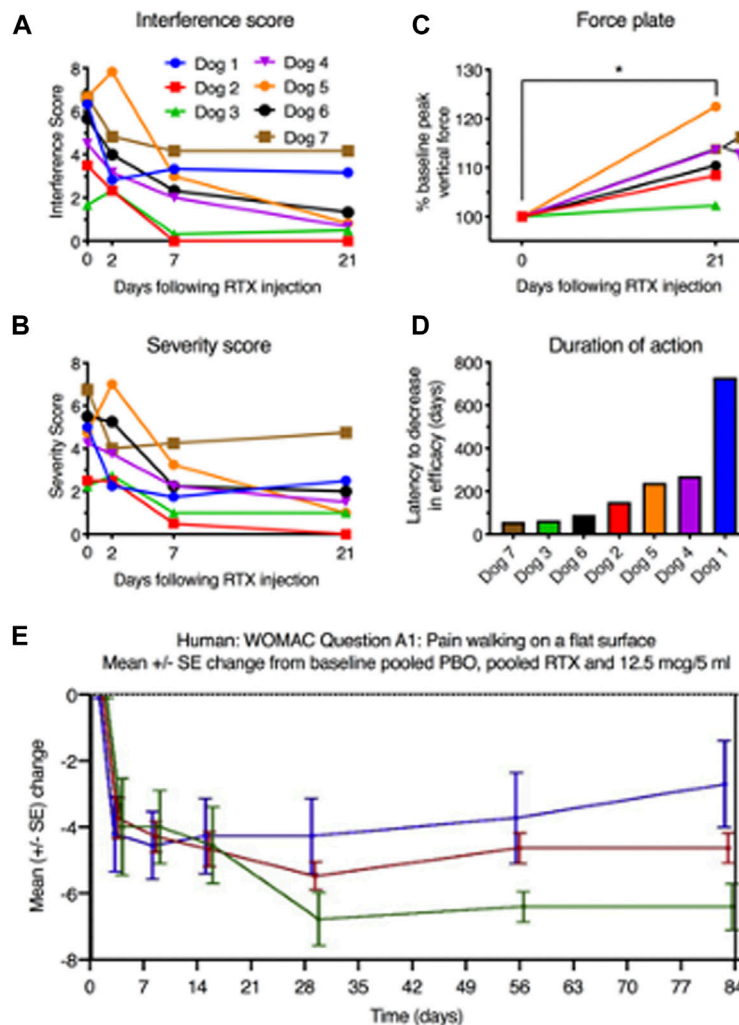 A
Interference score
Interference Score
8
6
4
2
0
Dog 1
Dog 2
Dog 3
Dog 4
Dog 5
Dog 6
Dog 7
0 2 7 21
Days following RTX injection
C
Force plate
% baseline peak
vertical force
130
120
110
100
*
0 21
Days following RTX injection
B
Severity score
Severity Score
8
6
4
2
0
0 2 7 21
Days following RTX injection
D
Duration of action
Latency to decrease
in efficacy (days)
800
600
400
200
0
Dog 7 Dog 3 Dog 6 Dog 2 Dog 5 Dog 4 Dog 1
E
Human: WOMAC Question A1: Pain walking on a flat surface
Mean +/- SE change from baseline pooled PBO, pooled RTX and 12.5 mcg/5 ml
Mean (+/- SE) change
0
-2
-4
-6
-8
0 7 14 21 28 35 42 49 56 63 70 77 84
Time (days)